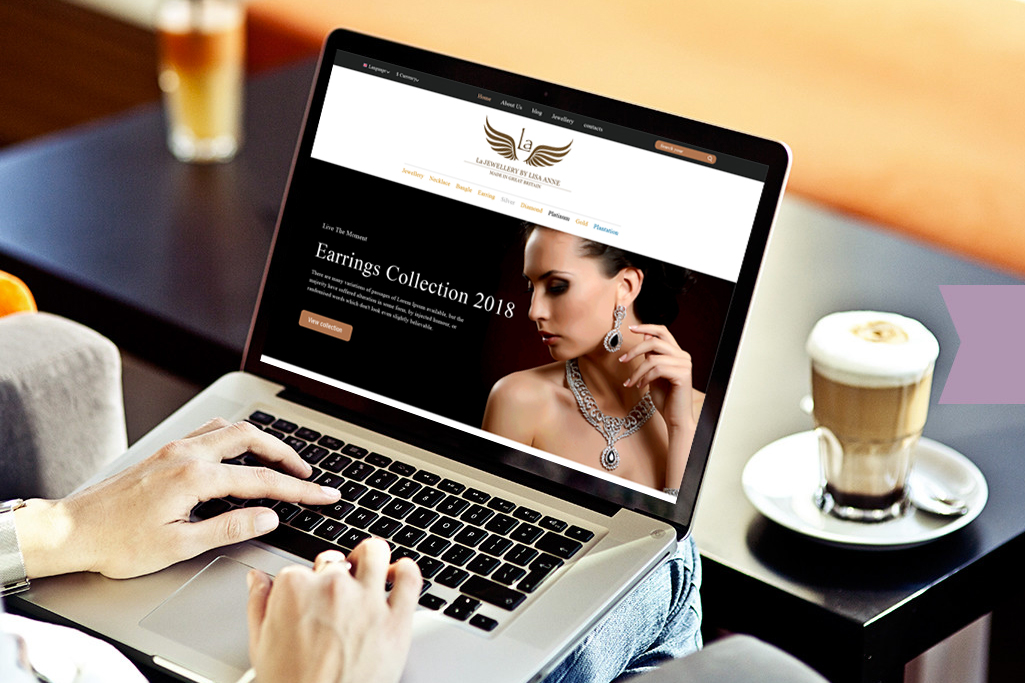 Language
$ Currency
Home
About Us
blog
Jewellery
contacts
La
La JEWELLERY BY LISA ANNE
MADE IN GREAT BRITAIN
Jewellery Necklace Bangle Earring Silver Diamond Platinum Gold Plantation
Live The Moment
Earrings Collection 2018
There are many variations of passages of Lorem Ipsum available, but the
majority have suffered alteration in some form, by injected humour, or
randomised words which don't look even slightly believable.
View collection